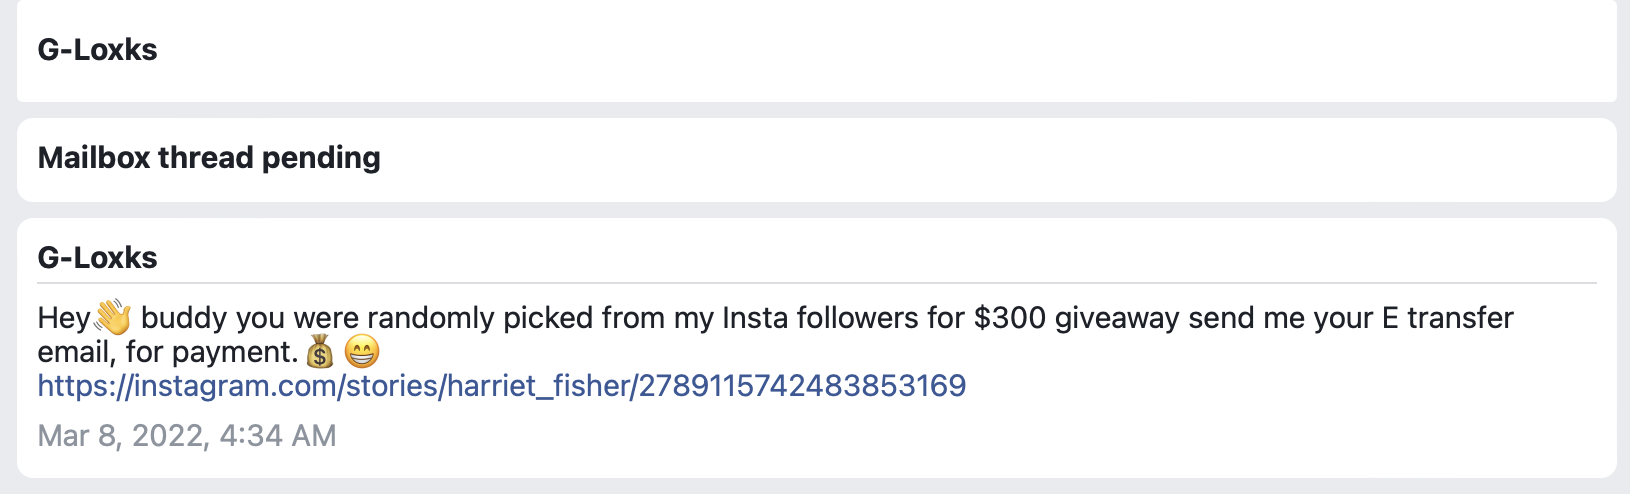 G-Loxks
Mailbox thread pending
G-Loxks
Hey👋 buddy you were randomly picked from my Insta followers for $300 giveaway send me your E transfer
email, for payment.💰😁
https://instagram.com/stories/harriet_fisher/2789115742483853169
Mar 8, 2022, 4:34 AM